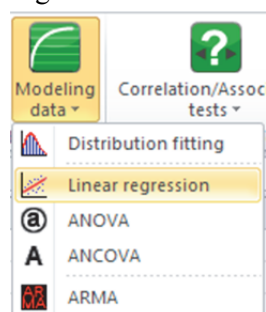 Modeling
data
Correlation/Assoc
tests
Distribution fitting
Linear regression
ANOVA
ANCOVA
ARMA